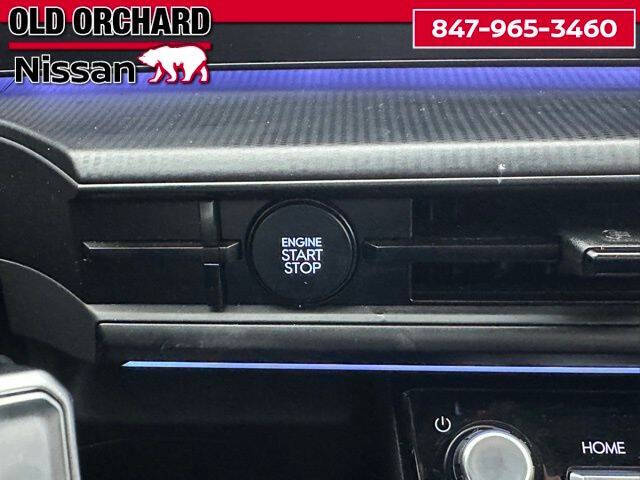 OLD ORCHARD
Nissan
847-965-3460
ENGINE
START
STOP
HOME